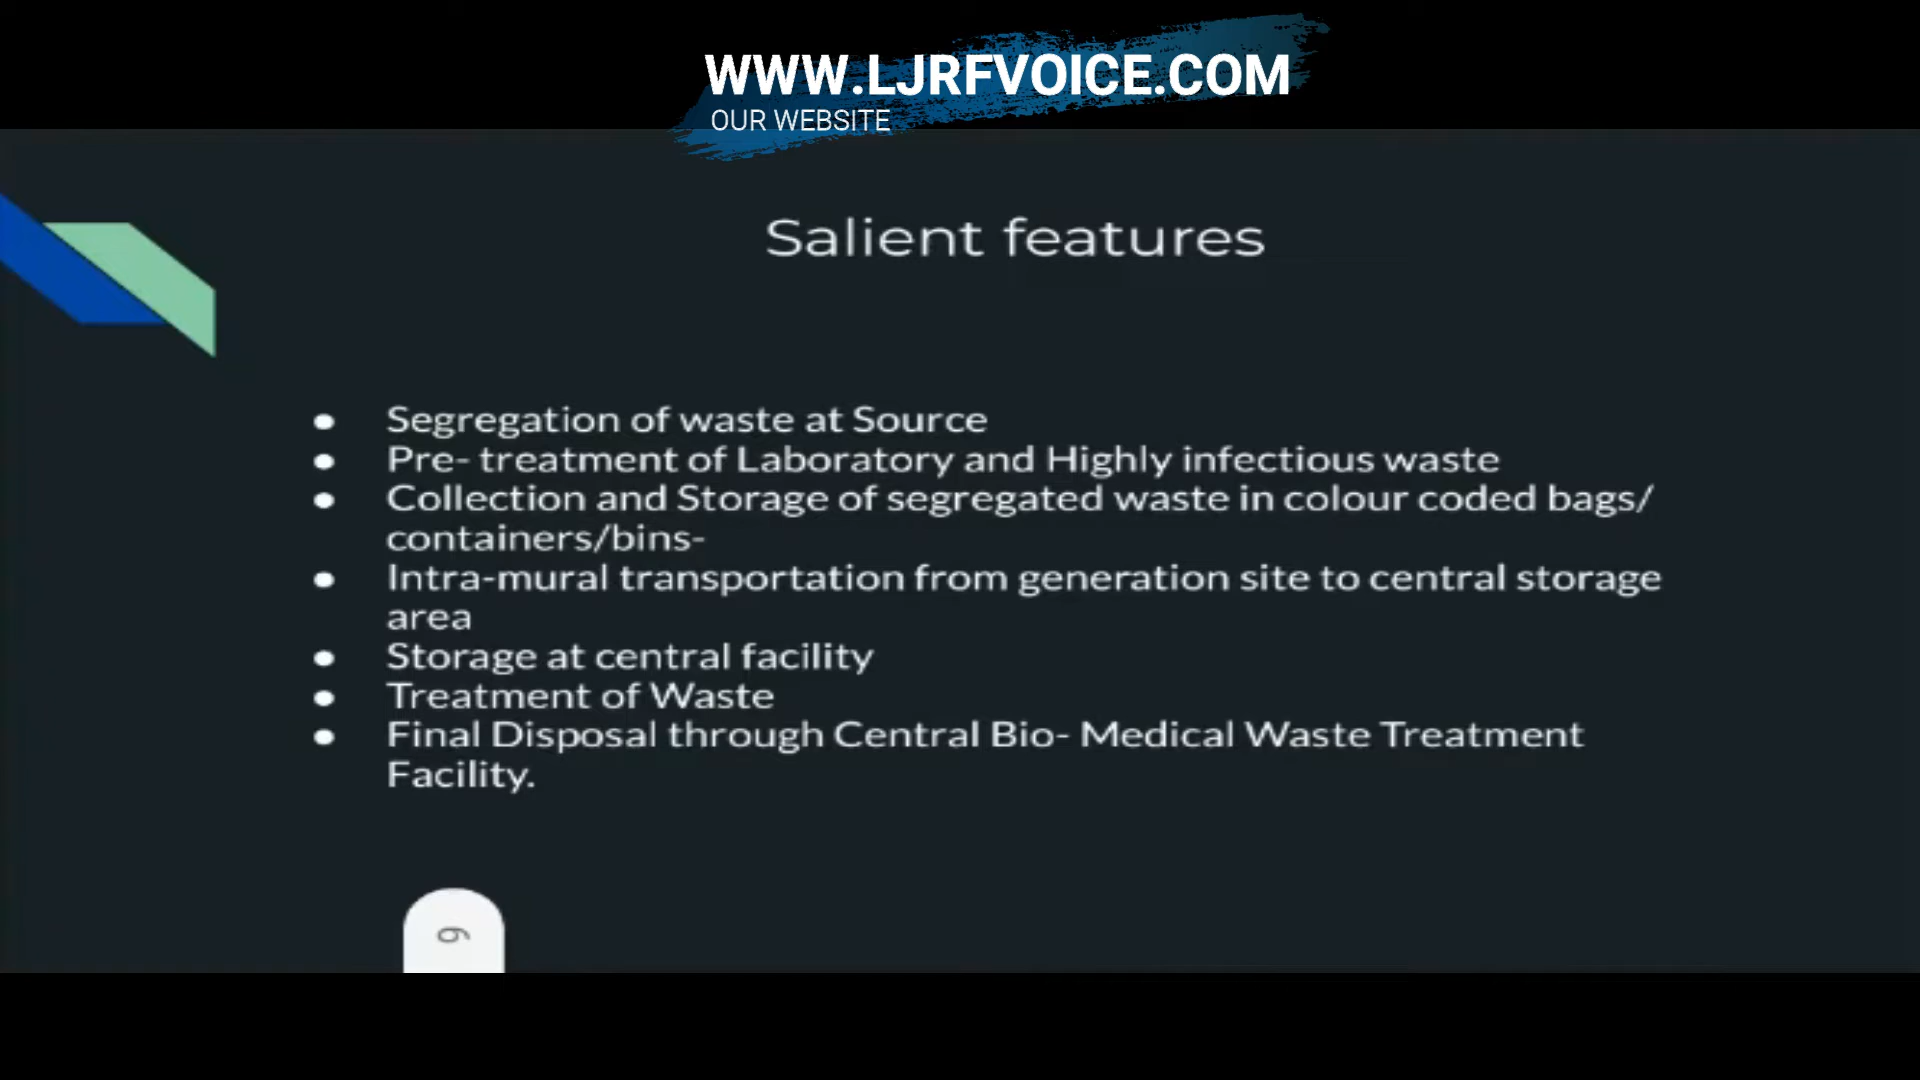 WWW.LJRFVOICE.COM
OUR WEBSITE
Salient features
● Segregation of waste at Source
● Pre- treatment of Laboratory and Highly infectious waste
● Collection and Storage of segregated waste in colour coded bags/
containers/bins-
● Intra-mural transportation from generation site to central storage
area
● Storage at central facility
● Treatment of Waste
● Final Disposal through Central Bio- Medical Waste Treatment
Facility.
6